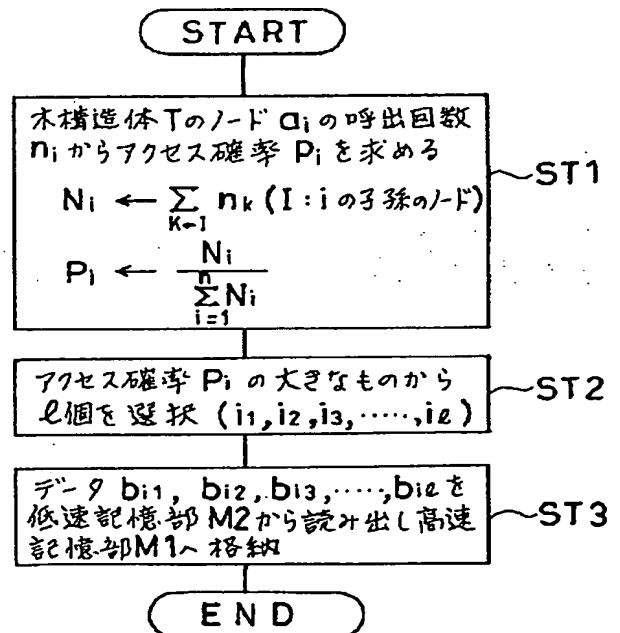 START
木構造体Tのノードaiの呼出回数
niからアクセス確率Piを求める
Ni ← Σ nk (I:iの子孫のノード)
K←I
Pi ← Ni
n
ΣNi
i=1
ST1
アクセス確率Piの大きなものから
ℓ個を選択 (i1,i2,i3,‥‥‥,iℓ)
ST2
データ bi1, bi2,bi3,‥‥‥,biℓを
低速記憶部M2から読み出し高速
記憶部M1へ格納
ST3
END